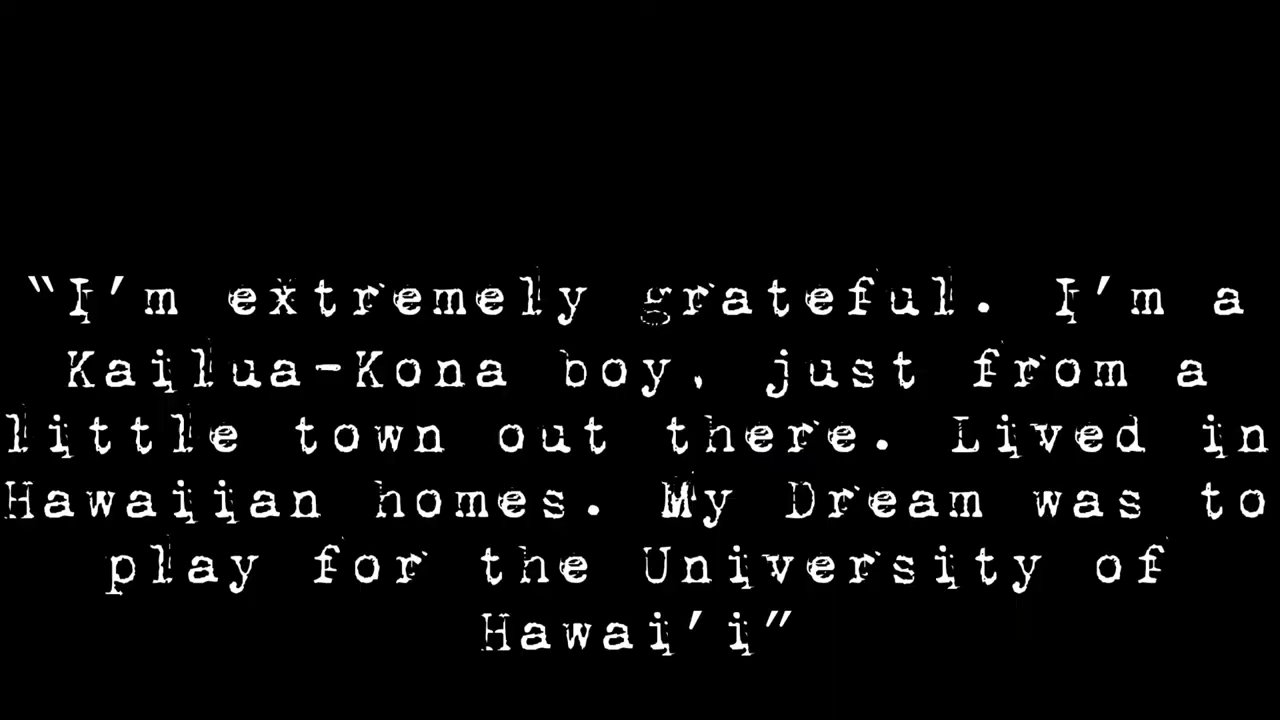 “I’m extremely grateful. I’m a
Kailua-Kona boy, just from a
little town out there. Lived in
Hawaiian homes. My Dream was to
play for the University of
Hawai’i”